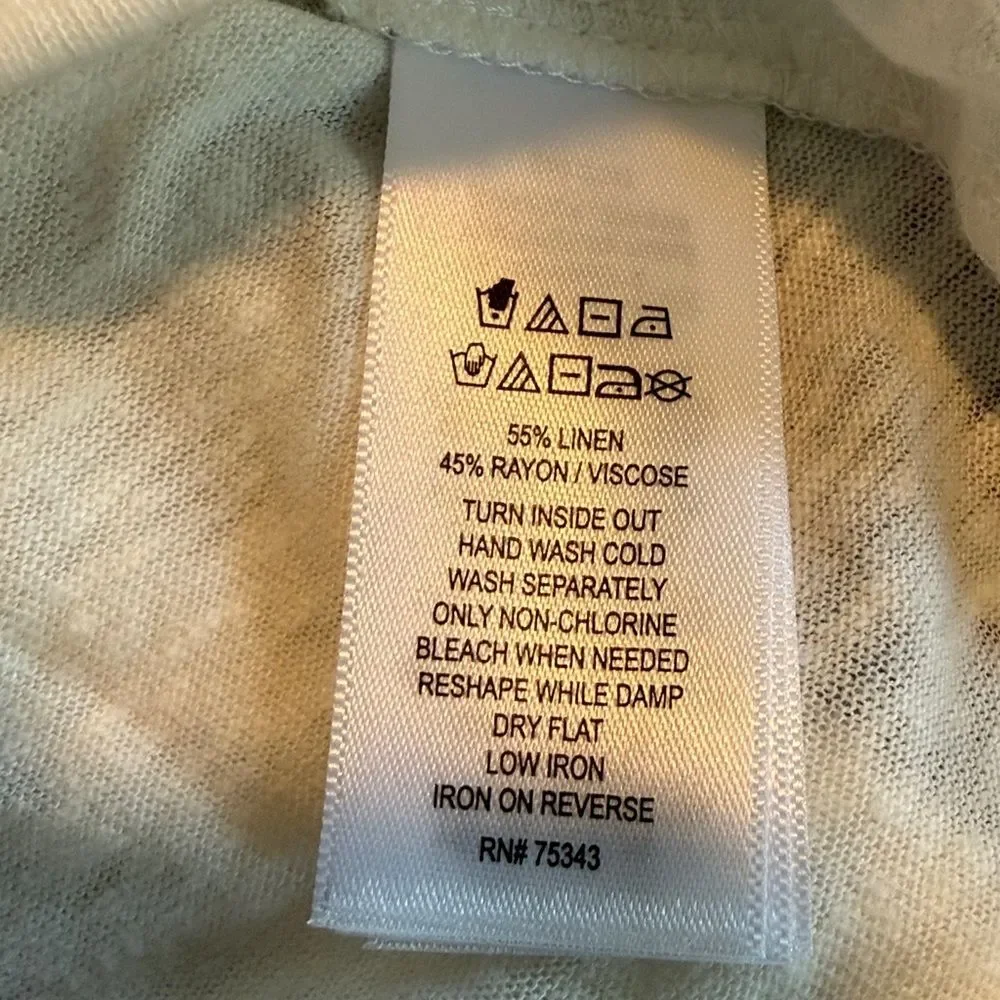 55% LINEN
45% RAYON / VISCOSE
TURN INSIDE OUT
HAND WASH COLD
WASH SEPARATELY
ONLY NON-CHLORINE
BLEACH WHEN NEEDED
RESHAPE WHILE DAMP
DRY FLAT
LOW IRON
IRON ON REVERSE
RN# 75343